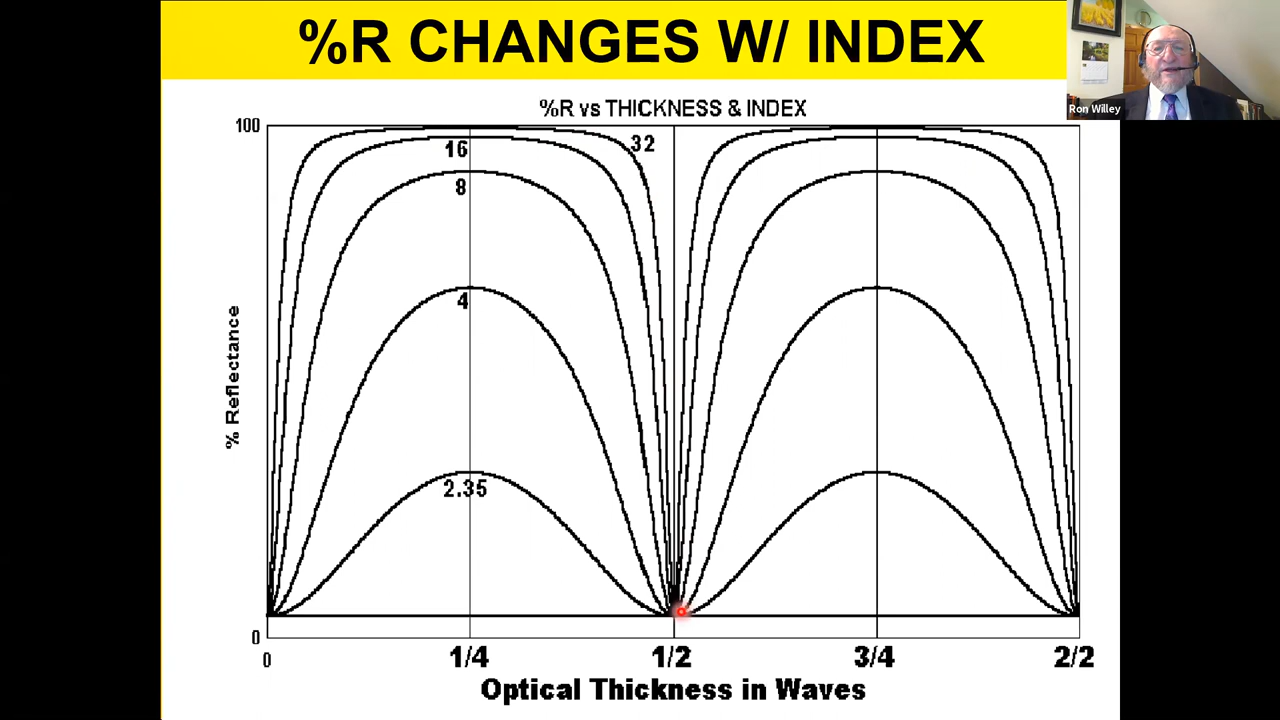 %R CHANGES W/ INDEX
Ron Willey
%R vs THICKNESS & INDEX
100
16
32
8
4
2.35
% Reflectance
0
0
1/4
1/2
3/4
2/2
Optical Thickness in Waves